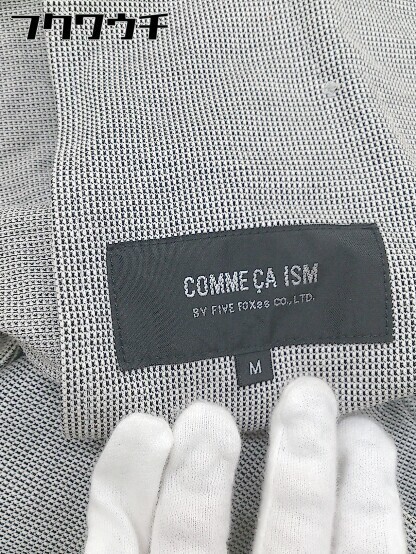 フクワウチ
COMME ÇA ISM
BY FIVE FOXes CO., LTD.
M